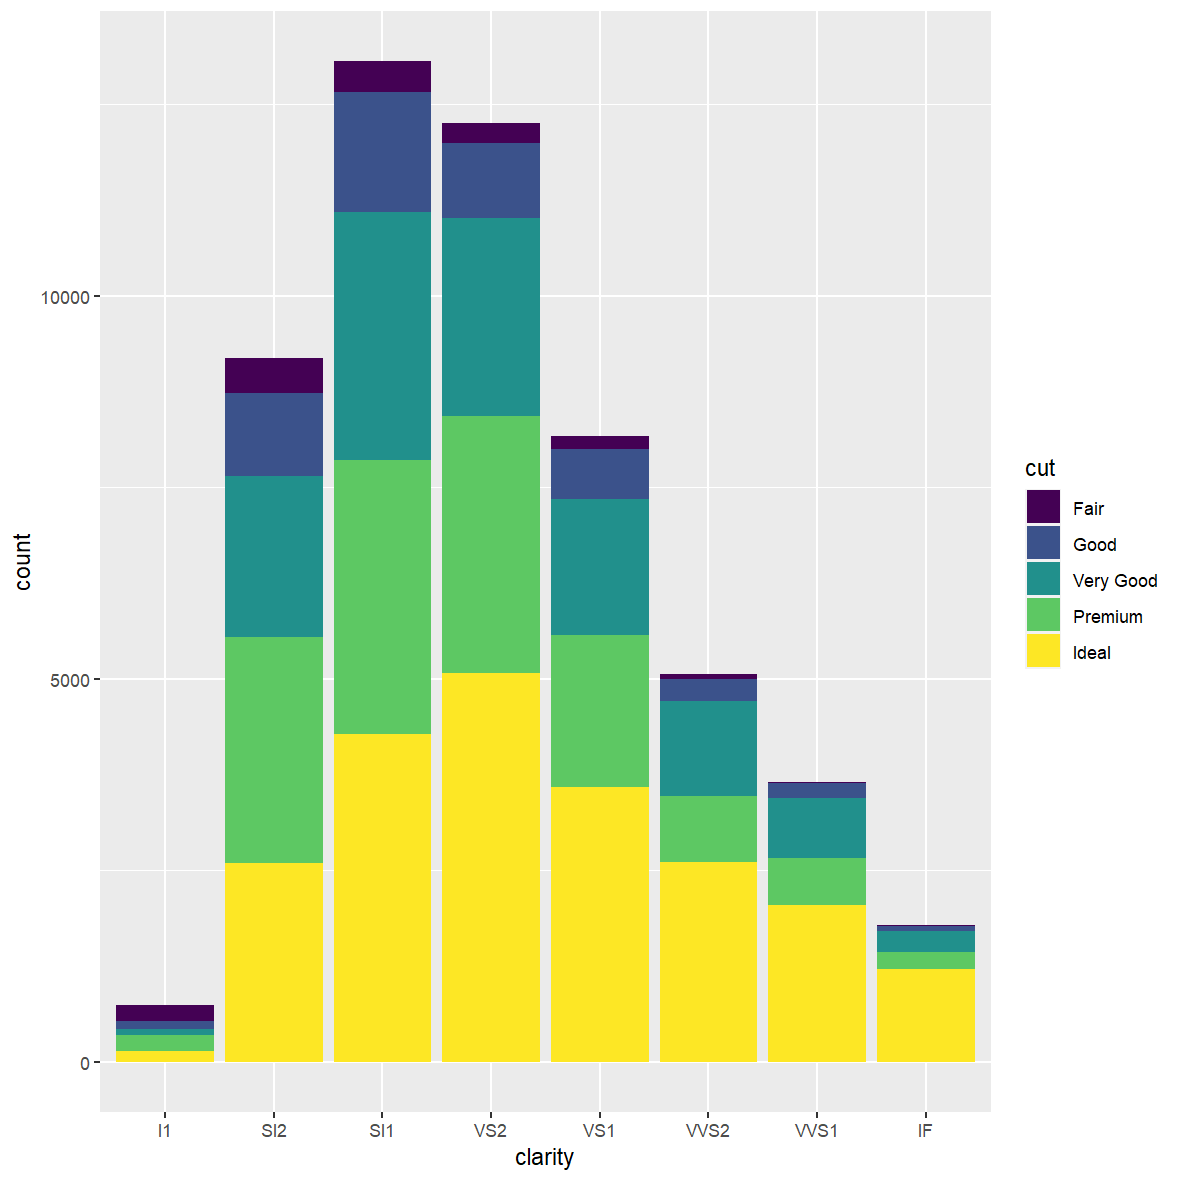 count
10000
5000
0
I1
SI2
SI1
VS2
VS1
VVS2
VVS1
IF
clarity
cut
Fair
Good
Very Good
Premium
Ideal